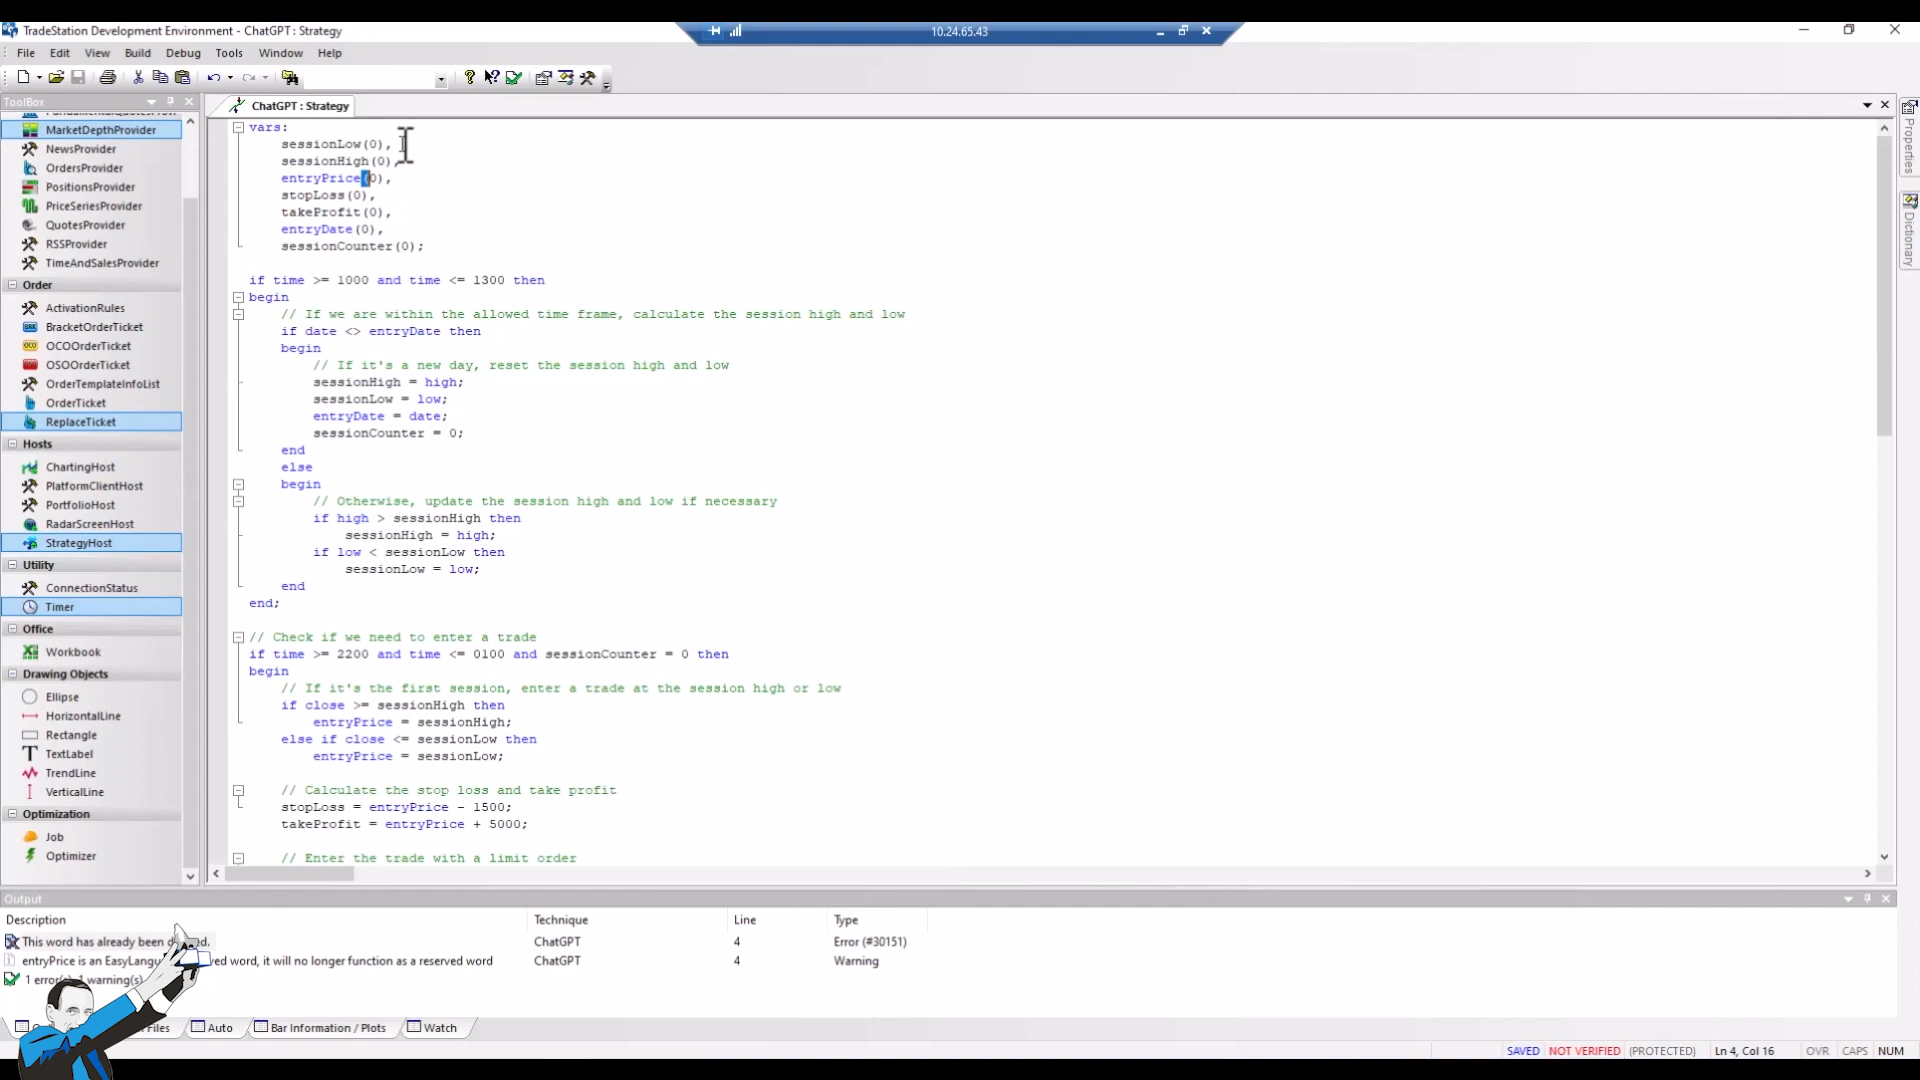 TradeStation Development Environment - ChatGPT : Strategy
10.24.65.43
File Edit View Build Debug Tools Window Help
ToolBox
ChatGPT : Strategy
MarketDepthProvider
NewsProvider
OrdersProvider
PositionsProvider
PriceSeriesProvider
QuotesProvider
RSSProvider
TimeAndSalesProvider
Order
ActivationRules
BracketOrderTicket
OCOOrderTicket
OSOOrderTicket
OrderTemplateInfoList
OrderTicket
ReplaceTicket
Hosts
ChartingHost
PlatformClientHost
PortfolioHost
RadarScreenHost
StrategyHost
Utility
ConnectionStatus
Timer
Office
Workbook
Drawing Objects
Ellipse
HorizontalLine
Rectangle
TextLabel
TrendLine
VerticalLine
Optimization
Job
Optimizer
vars:
sessionLow(0),
sessionHigh(0),
entryPrice(0),
stopLoss(0),
takeProfit(0),
entryDate(0),
sessionCounter(0);
if time >= 1000 and time <= 1300 then
begin
// If we are within the allowed time frame, calculate the session high and low
if date <> entryDate then
begin
// If it's a new day, reset the session high and low
sessionHigh = high;
sessionLow = low;
entryDate = date;
sessionCounter = 0;
end
else
begin
// Otherwise, update the session high and low if necessary
if high > sessionHigh then
sessionHigh = high;
if low < sessionLow then
sessionLow = low;
end
end;
// Check if we need to enter a trade
if time >= 2200 and time <= 0100 and sessionCounter = 0 then
begin
// If it's the first session, enter a trade at the session high or low
if close >= sessionHigh then
entryPrice = sessionHigh;
else if close <= sessionLow then
entryPrice = sessionLow;
// Calculate the stop loss and take profit
stopLoss = entryPrice - 1500;
takeProfit = entryPrice + 5000;
// Enter the trade with a limit order
Properties
Dictionary
Output
Description Technique Line Type
This word has already been ChatGPT 4 Error (#30151)
entryPrice is an word, it will no longer function as a reserved word ChatGPT 4 Warning
1 error(s), 1 warning(s)
Files Auto Bar Information / Plots Watch
SAVED NOT VERIFIED (PROTECTED) Ln 4, Col 16 OVR CAPS NUM